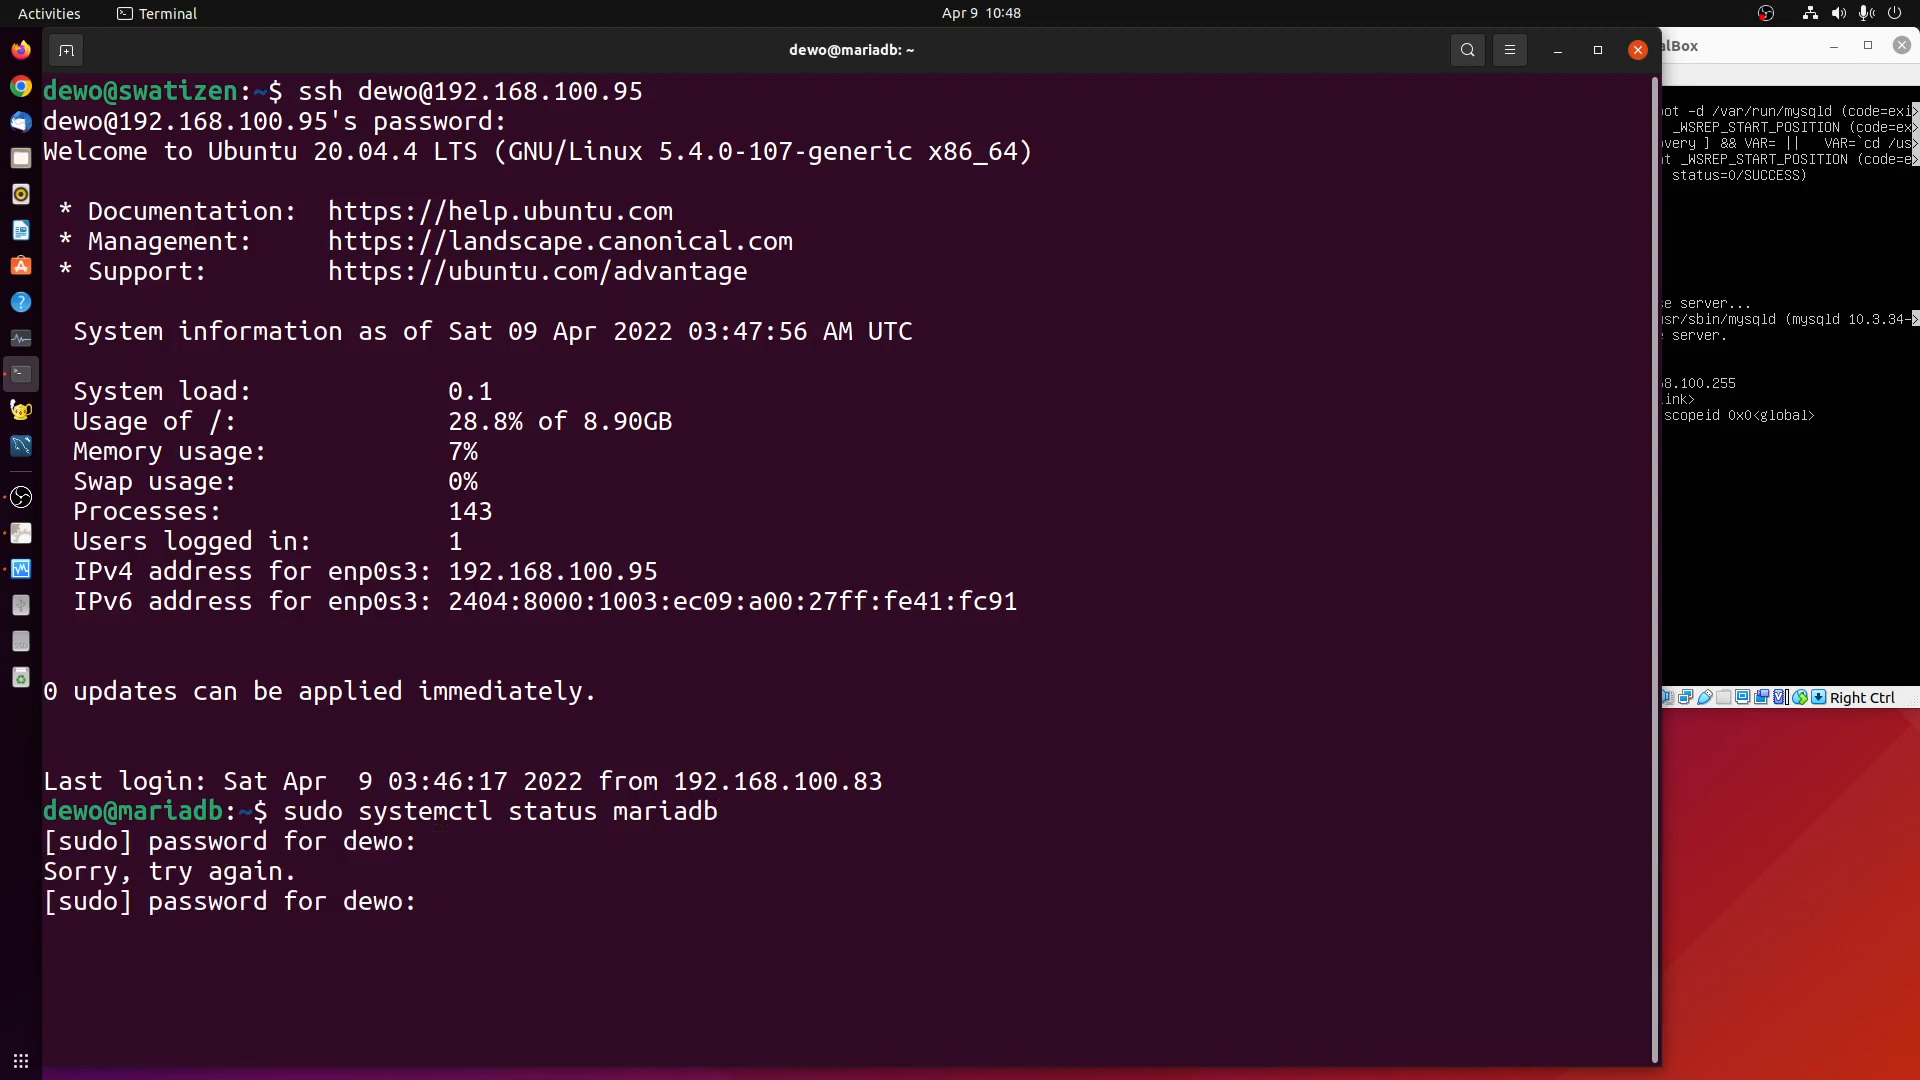 Activities
Terminal
Apr 9 10:48
dewo@mariadb: ~
dewo@swatizen:~$ ssh dewo@192.168.100.95
dewo@192.168.100.95's password:
Welcome to Ubuntu 20.04.4 LTS (GNU/Linux 5.4.0-107-generic x86_64)
* Documentation: https://help.ubuntu.com
* Management: https://landscape.canonical.com
* Support: https://ubuntu.com/advantage
System information as of Sat 09 Apr 2022 03:47:56 AM UTC
System load: 0.1
Usage of /: 28.8% of 8.90GB
Memory usage: 7%
Swap usage: 0%
Processes: 143
Users logged in: 1
IPv4 address for enp0s3: 192.168.100.95
IPv6 address for enp0s3: 2404:8000:1003:ec09:a00:27ff:fe41:fc91
0 updates can be applied immediately.
Last login: Sat Apr 9 03:46:17 2022 from 192.168.100.83
dewo@mariadb:~$ sudo systemctl status mariadb
[sudo] password for dewo:
Sorry, try again.
[sudo] password for dewo:
alBox
oot -d /var/run/mysqld (code=exi>
_WSREP_START_POSITION (code=ex>
overy ] && VAR= || VAR=`cd /us>
t _WSREP_START_POSITION (code=e>
status=0/SUCCESS)
se server...
usr/sbin/mysqld (mysqld 10.3.34->
e server.
68.100.255
ink>
scopeid 0x0<global>
Right Ctrl